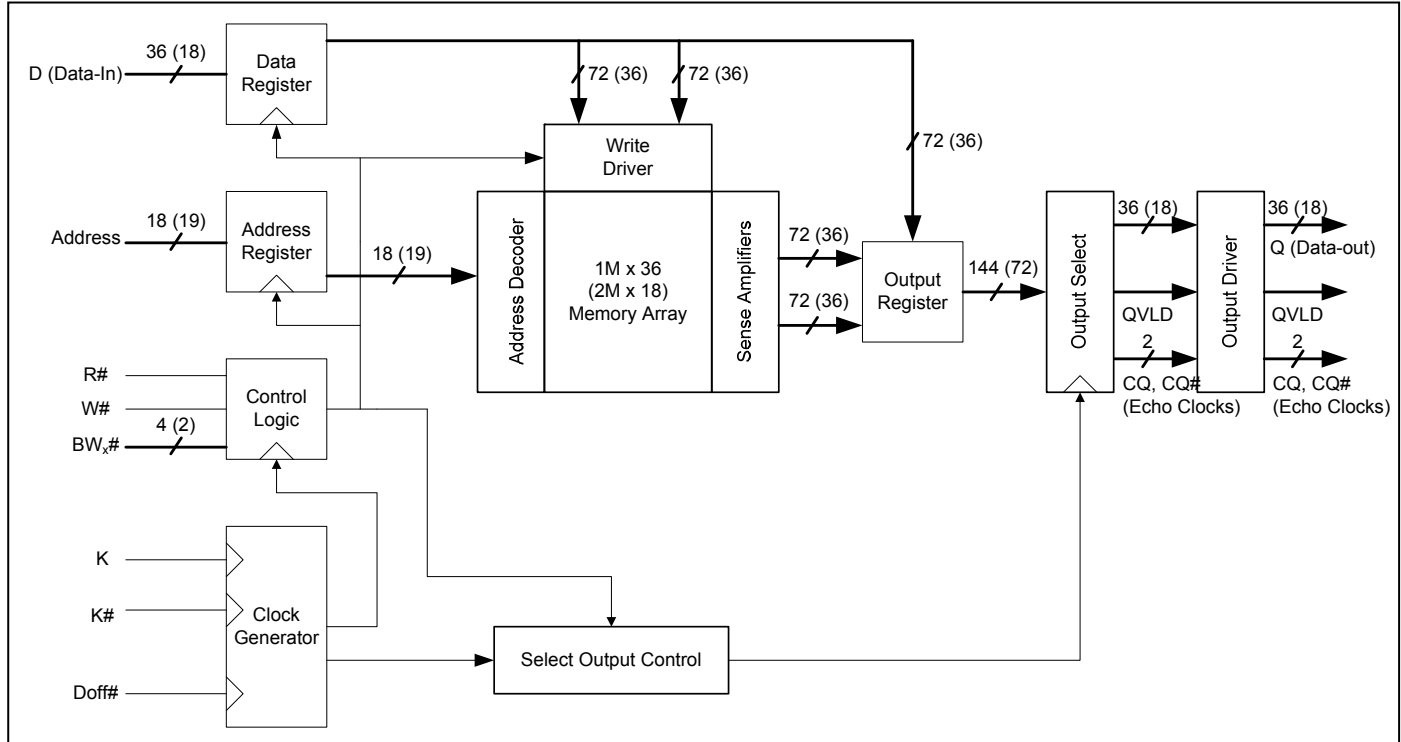 D (Data-In)
36 (18)
Data
Register
72 (36)
72 (36)
72 (36)
Write
Driver
Address
18 (19)
Address
Register
18 (19)
Address Decoder
1M x 36
(2M x 18)
Memory Array
Sense Amplifiers
72 (36)
72 (36)
Output
Register
144 (72)
Output Select
36 (18)
QVLD
2
CQ, CQ#
(Echo Clocks)
Output Driver
36 (18)
Q (Data-out)
QVLD
2
CQ, CQ#
(Echo Clocks)
R#
W#
BWx#
4 (2)
Control
Logic
K
K#
Doff#
Clock
Generator
Select Output Control